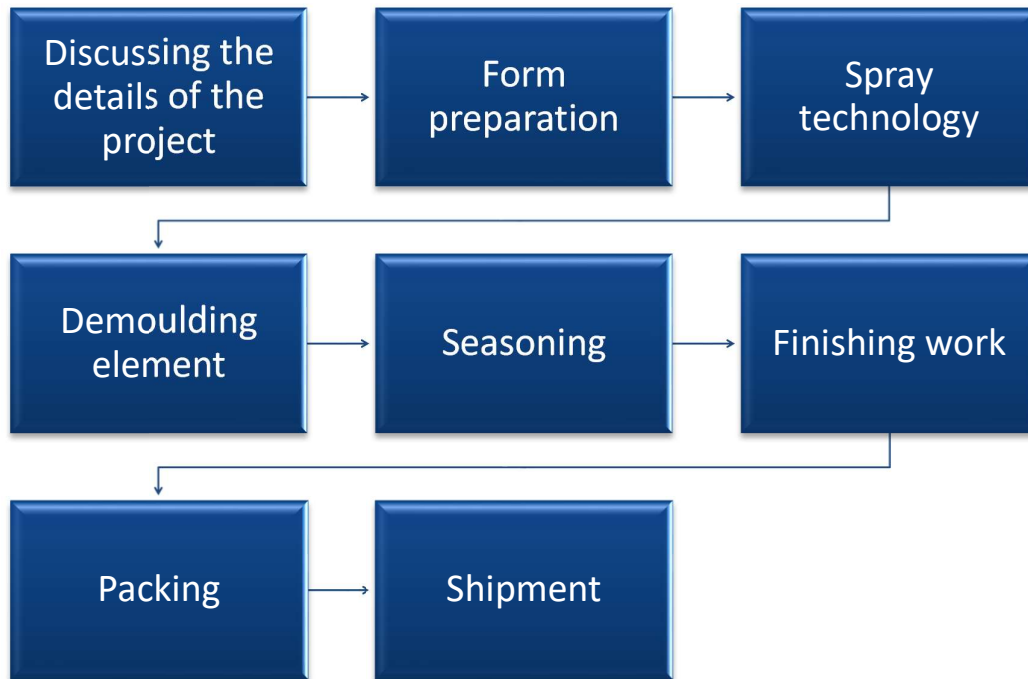 Discussing the
details of the
project
Form
preparation
Spray
technology
Demoulding
element
Seasoning
Finishing work
Packing
Shipment